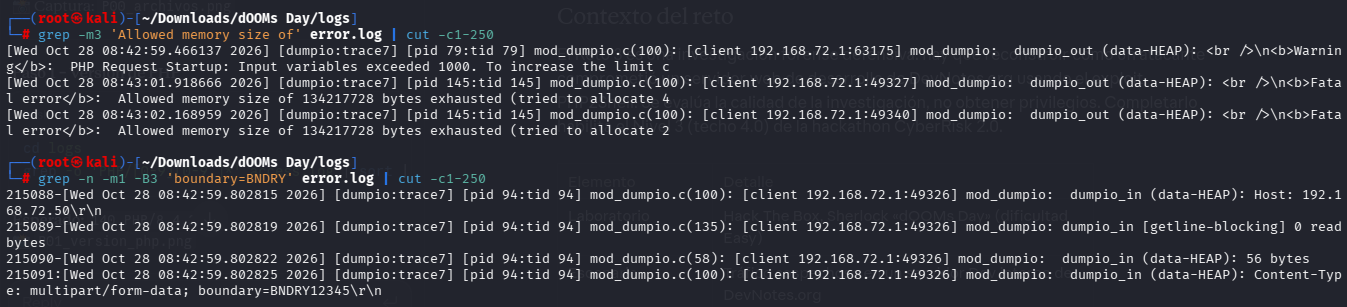 Contexto del reto
┌──(root㉿kali)-[~/Downloads/dOOMs Day/logs]
└─# grep -m3 'Allowed memory size of' error.log | cut -c1-250
[Wed Oct 28 08:42:59.466137 2026] [dumpio:trace7] [pid 79:tid 79] mod_dumpio.c(100): [client 192.168.72.1:63175] mod_dumpio:  dumpio_out (data-HEAP): <br />\n<b>Warnin
g</b>:  PHP Request Startup: Input variables exceeded 1000. To increase the limit c
[Wed Oct 28 08:43:01.918666 2026] [dumpio:trace7] [pid 145:tid 145] mod_dumpio.c(100): [client 192.168.72.1:49327] mod_dumpio:  dumpio_out (data-HEAP): <br />\n<b>Fata
l error</b>:  Allowed memory size of 134217728 bytes exhausted (tried to allocate 4
[Wed Oct 28 08:43:02.168959 2026] [dumpio:trace7] [pid 145:tid 145] mod_dumpio.c(100): [client 192.168.72.1:49340] mod_dumpio:  dumpio_out (data-HEAP): <br />\n<b>Fata
l error</b>:  Allowed memory size of 134217728 bytes exhausted (tried to allocate 2
┌──(root㉿kali)-[~/Downloads/dOOMs Day/logs]
└─# grep -n -m1 -B3 'boundary=BNDRY' error.log | cut -c1-250
215088-[Wed Oct 28 08:42:59.802815 2026] [dumpio:trace7] [pid 94:tid 94] mod_dumpio.c(100): [client 192.168.72.1:49326] mod_dumpio:  dumpio_in (data-HEAP): Host: 192.1
68.72.50\r\n
215089-[Wed Oct 28 08:42:59.802819 2026] [dumpio:trace7] [pid 94:tid 94] mod_dumpio.c(135): [client 192.168.72.1:49326] mod_dumpio: dumpio_in [getline-blocking] 0 read
bytes
215090-[Wed Oct 28 08:42:59.802822 2026] [dumpio:trace7] [pid 94:tid 94] mod_dumpio.c(58): [client 192.168.72.1:49326] mod_dumpio:  dumpio_in (data-HEAP): 56 bytes
215091:[Wed Oct 28 08:42:59.802825 2026] [dumpio:trace7] [pid 94:tid 94] mod_dumpio.c(100): [client 192.168.72.1:49326] mod_dumpio:  dumpio_in (data-HEAP): Content-Typ
e: multipart/form-data; boundary=BNDRY12345\r\n
DevNotes.org